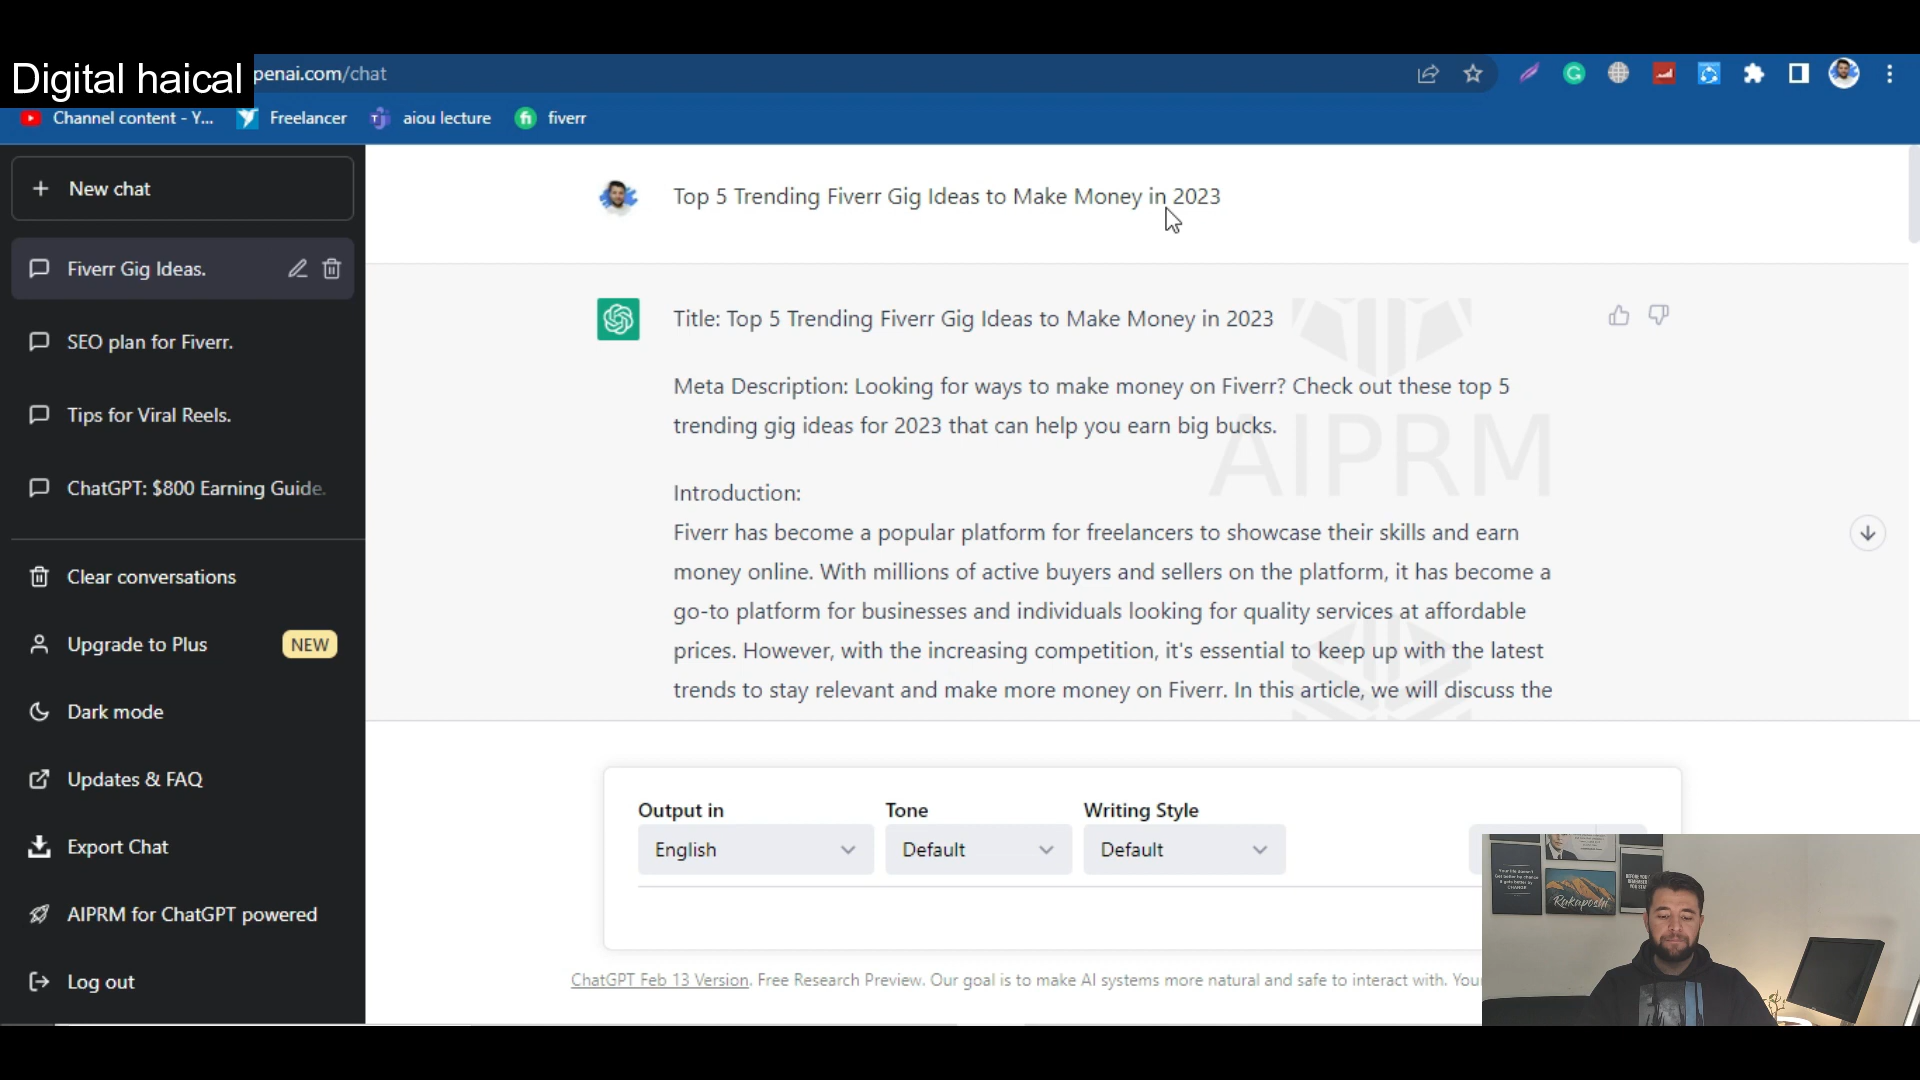 Digital haical
penai.com/chat
Channel content - Y...
Freelancer
aiou lecture
fiverr
New chat
Fiverr Gig Ideas.
SEO plan for Fiverr.
Tips for Viral Reels.
ChatGPT: $800 Earning Guide.
Clear conversations
Upgrade to Plus
NEW
Dark mode
Updates & FAQ
Export Chat
AIPRM for ChatGPT powered
Log out
Top 5 Trending Fiverr Gig Ideas to Make Money in 2023
Title: Top 5 Trending Fiverr Gig Ideas to Make Money in 2023
Meta Description: Looking for ways to make money on Fiverr? Check out these top 5
trending gig ideas for 2023 that can help you earn big bucks.
AIPRM
Introduction:
Fiverr has become a popular platform for freelancers to showcase their skills and earn
money online. With millions of active buyers and sellers on the platform, it has become a
go-to platform for businesses and individuals looking for quality services at affordable
prices. However, with the increasing competition, it's essential to keep up with the latest
trends to stay relevant and make more money on Fiverr. In this article, we will discuss the
Output in
Tone
Writing Style
English
Default
Default
ChatGPT Feb 13 Version. Free Research Preview. Our goal is to make AI systems more natural and safe to interact with. You
CHANGE
Rakaposhi